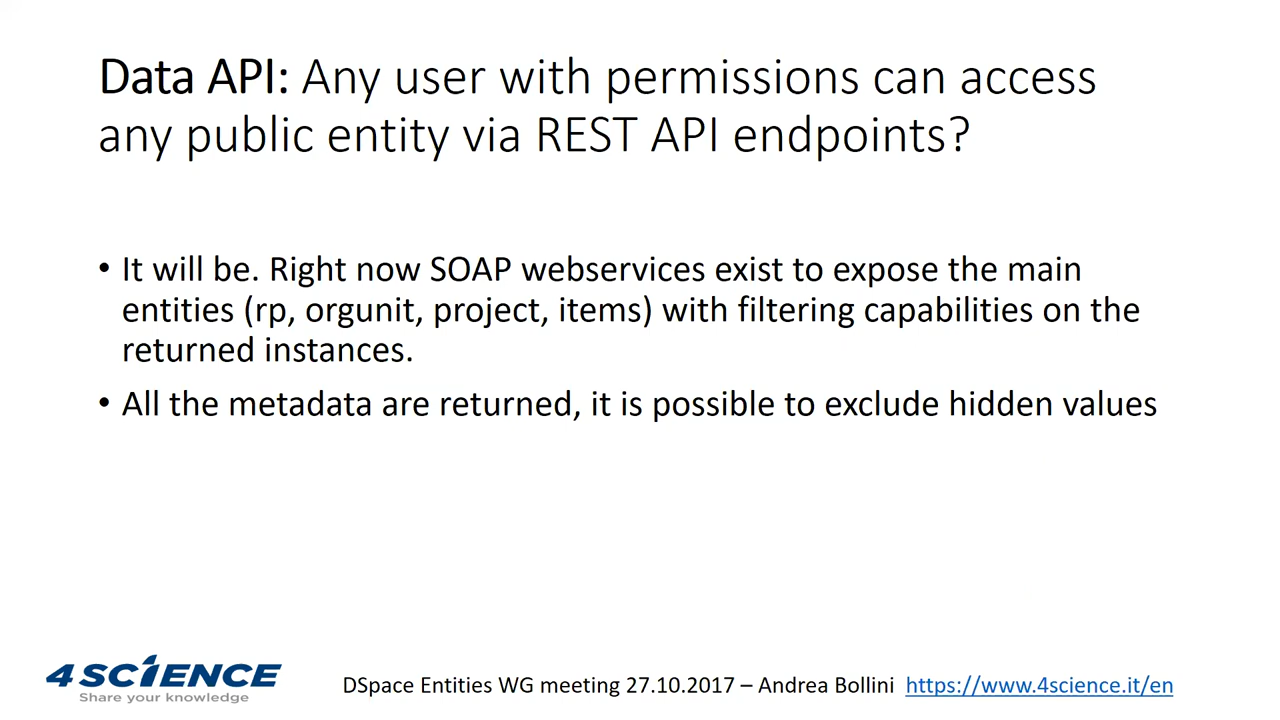 Data API: Any user with permissions can access
any public entity via REST API endpoints?
• It will be. Right now SOAP webservices exist to expose the main
entities (rp, orgunit, project, items) with filtering capabilities on the
returned instances.
• All the metadata are returned, it is possible to exclude hidden values
4SCIENCE
Share your knowledge
DSpace Entities WG meeting 27.10.2017 – Andrea Bollini https://www.4science.it/en